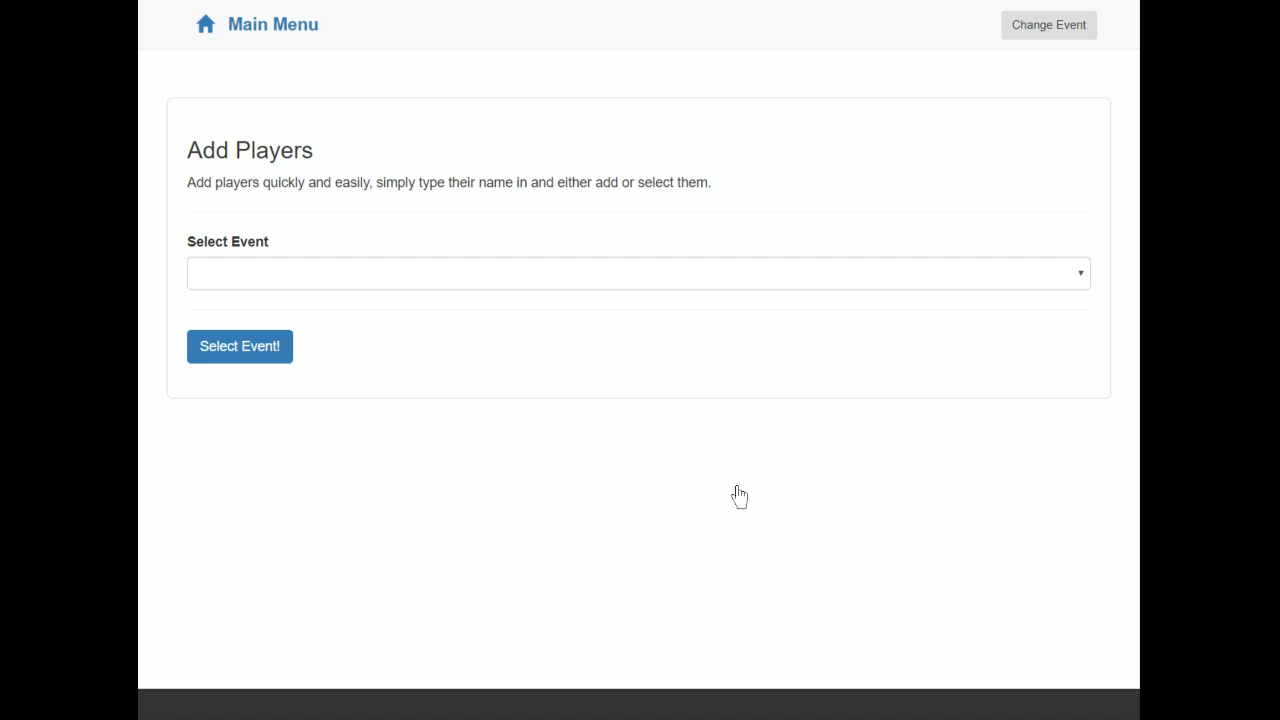 Main Menu
Change Event
Add Players
Add players quickly and easily, simply type their name in and either add or select them.
Select Event
Select Event!